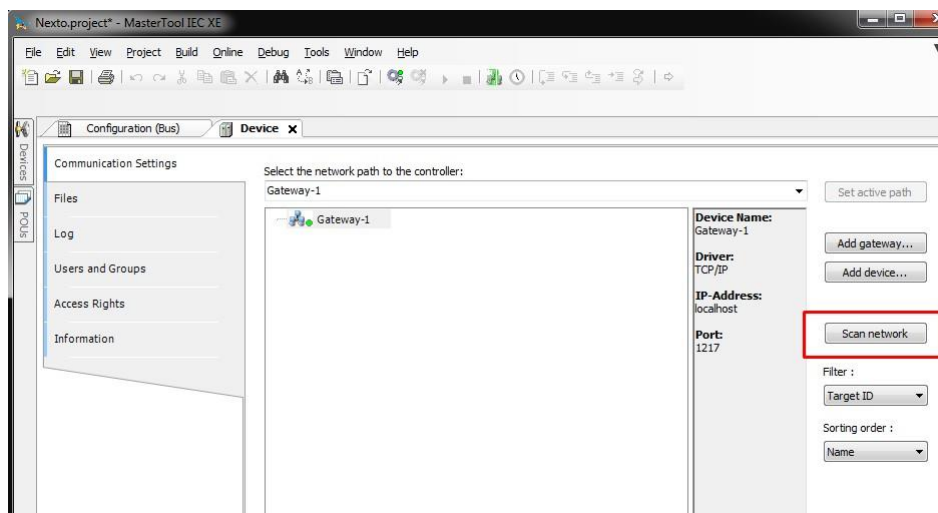 Nexto.project* - MasterTool IEC XE
File Edit View Project Build Online Debug Tools Window Help
Configuration (Bus)
Device
Devices
POUs
Communication Settings
Files
Log
Users and Groups
Access Rights
Information
Select the network path to the controller:
Gateway-1
Gateway-1
Device Name:
Gateway-1
Driver:
TCP/IP
IP-Address:
localhost
Port:
1217
Set active path
Add gateway...
Add device...
Scan network
Filter :
Target ID
Sorting order :
Name